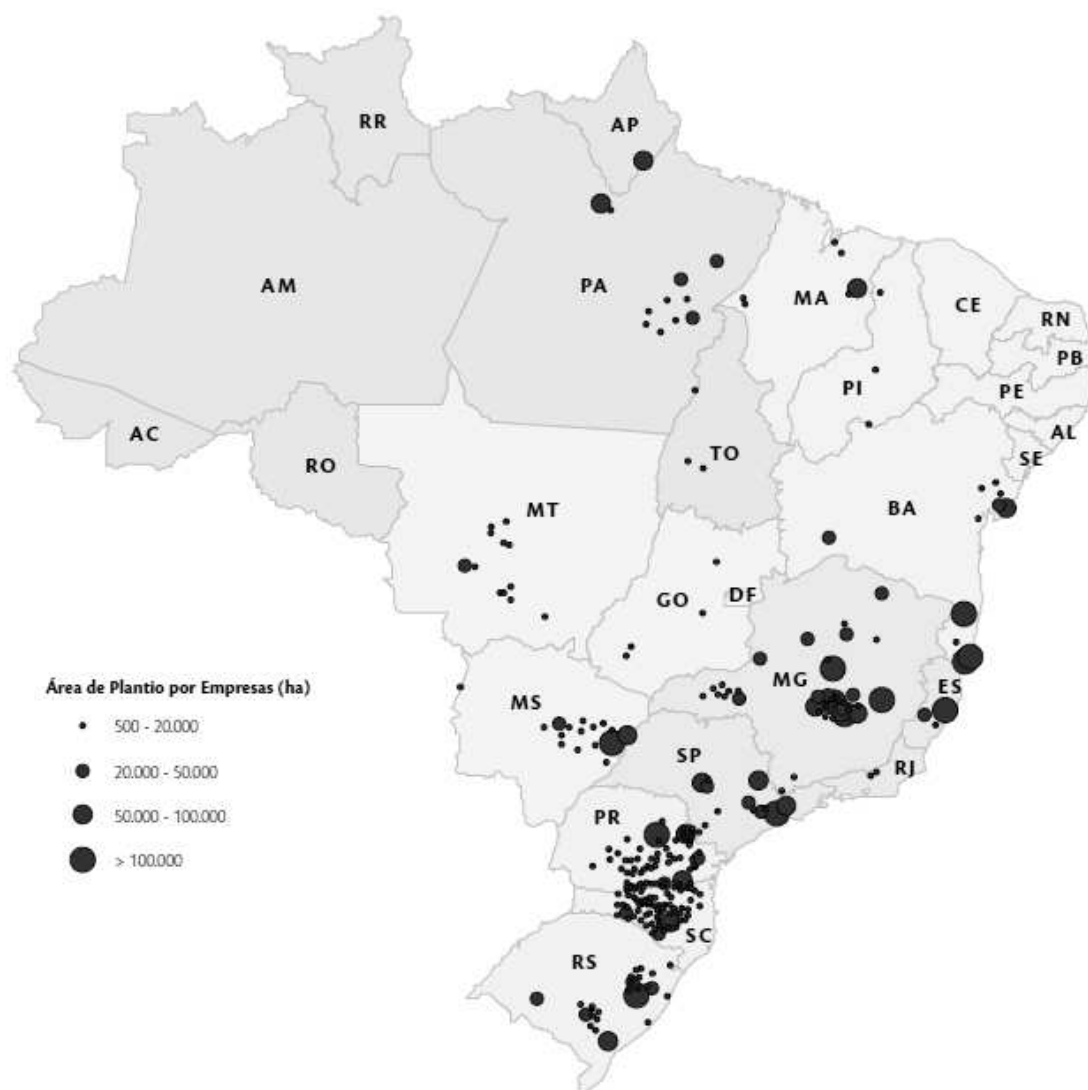 RR
AP
AM
PA
MA
CE
RN
PB
PI
PE
AC
AL
TO
SE
RO
MT
BA
GO
DF
Área de Plantio por Empresas (ha)
MG
ES
MS
500 - 20.000
SP
RJ
20.000 - 50.000
PR
50.000 - 100.000
> 100.000
SC
RS